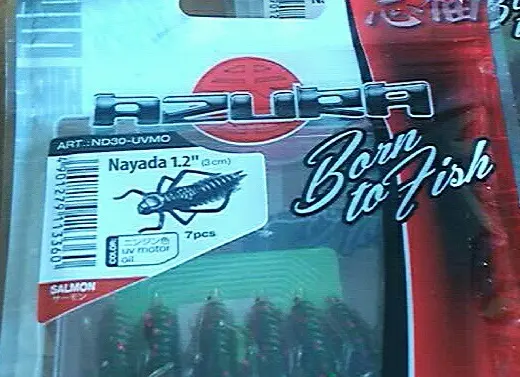 AZURA
ART.: ND30-UVMO
Nayada 1.2" (3cm)
7pcs
COLOR
ニンジン色
uv motor
oil
SALMON
サーモン
Born
to Fish